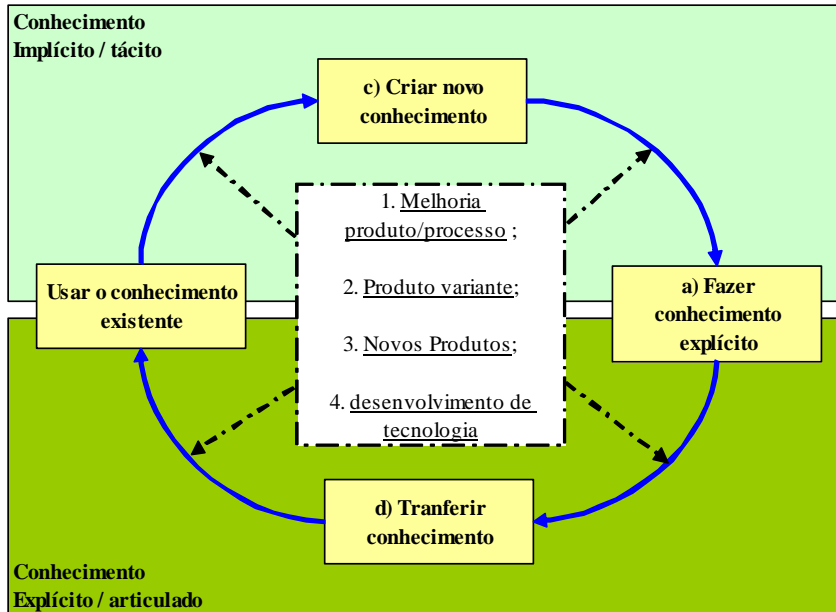 Conhecimento
Implícito / tácito
c) Criar novo
conhecimento
1. Melhoria
produto/processo ;
2. Produto variante;
3. Novos Produtos;
4. desenvolvimento de
tecnologia
Usar o conhecimento
existente
a) Fazer
conhecimento
explícito
d) Tranferir
conhecimento
Conhecimento
Explícito / articulado